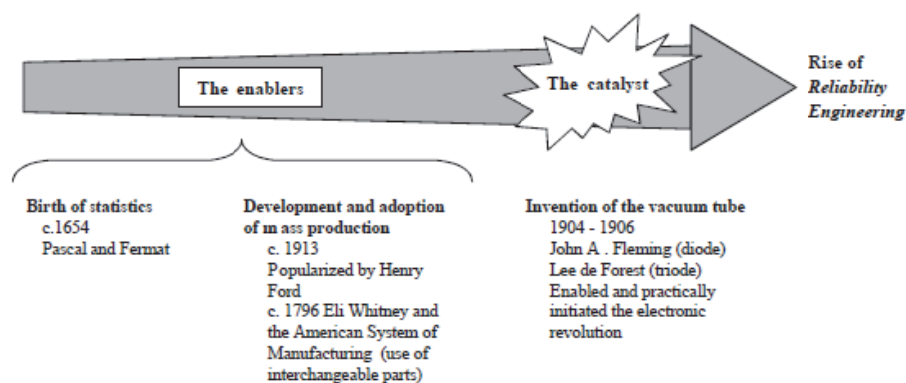 The enablers
The catalyst
Rise of
Reliability
Engineering
Birth of statistics
c.1654
Pascal and Fermat
Development and adoption
of m ass production
c. 1913
Popularized by Henry
Ford
c. 1796 Eli Whitney and
the American System of
Manufacturing (use of
interchangeable parts)
Invention of the vacuum tube
1904 - 1906
John A . Fleming (diode)
Lee de Forest (triode)
Enabled and practically
initiated the electronic
revolution